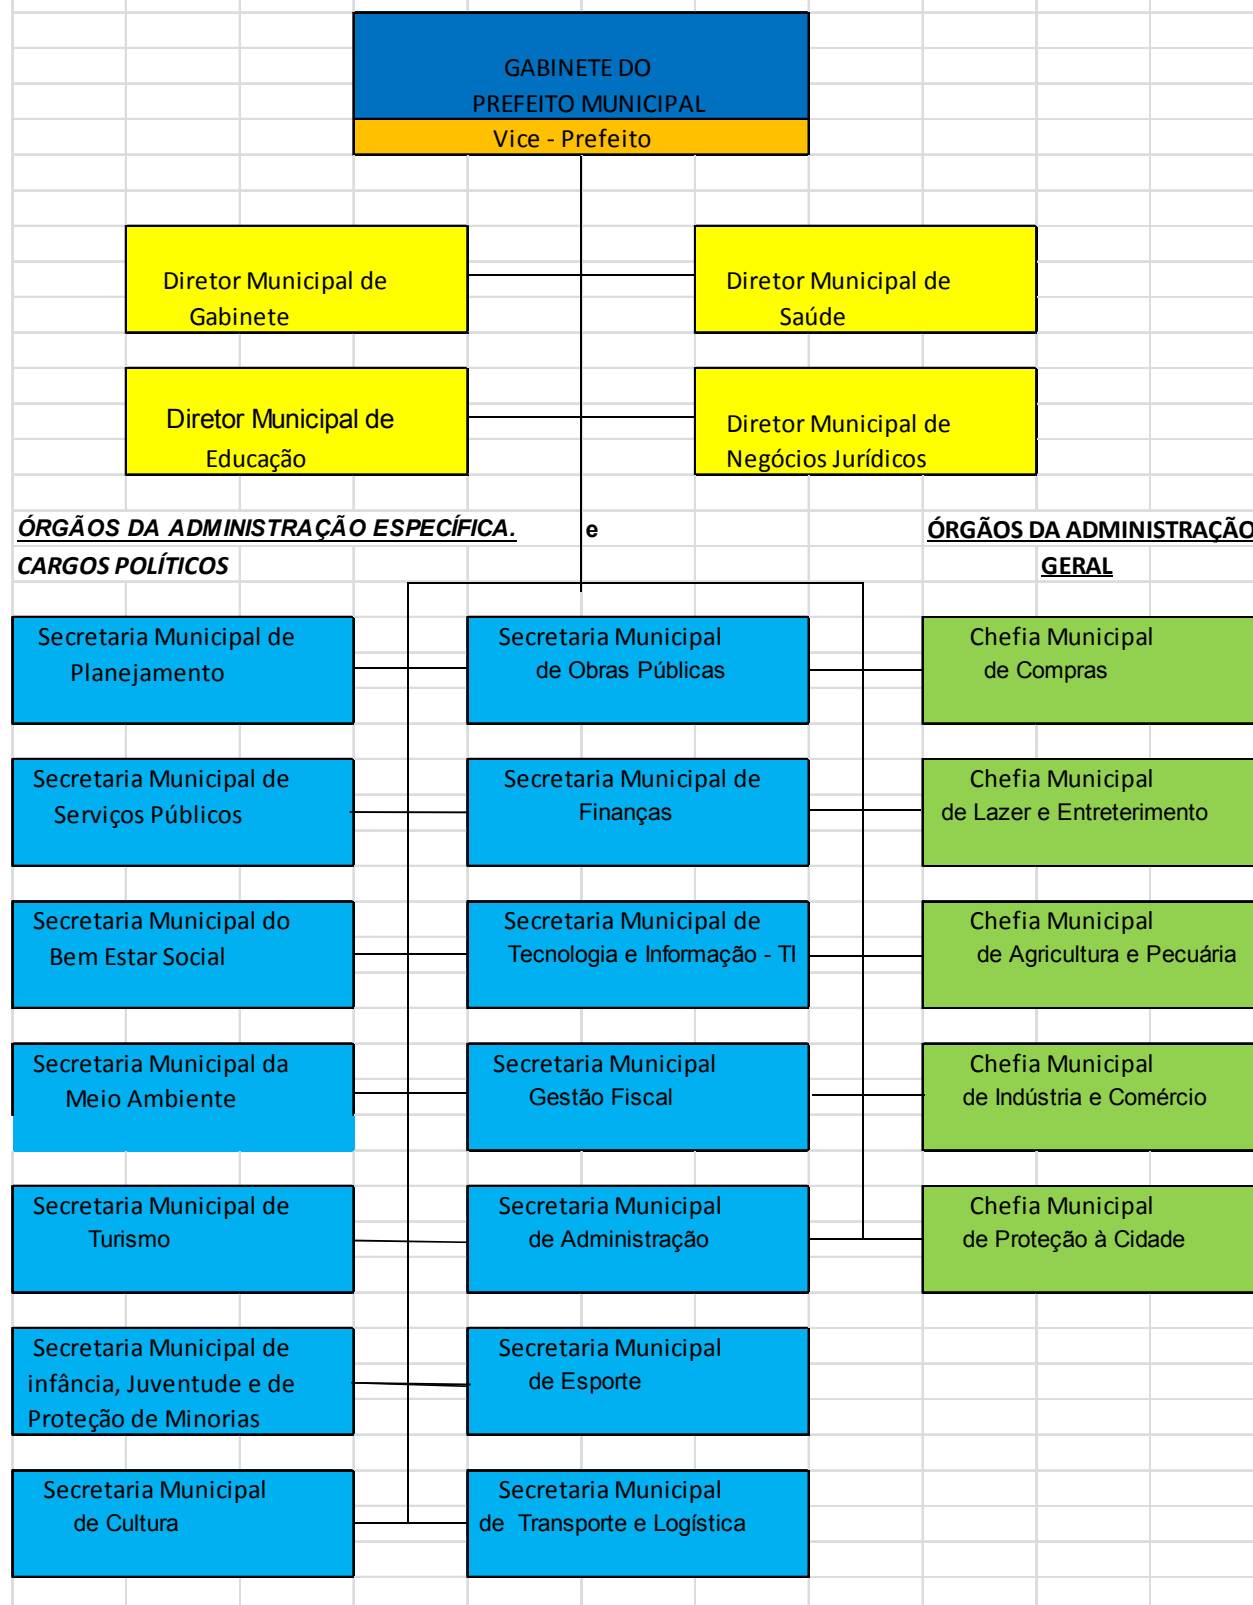 GABINETE DO
PREFEITO MUNICIPAL
Vice - Prefeito
Diretor Municipal de
Gabinete
Diretor Municipal de
Saúde
Diretor Municipal de
Educação
Diretor Municipal de
Negócios Jurídicos
ÓRGÃOS DA ADMINISTRAÇÃO ESPECÍFICA. e ÓRGÃOS DA ADMINISTRAÇÃO
CARGOS POLÍTICOS GERAL
Secretaria Municipal de
Planejamento
Secretaria Municipal
de Obras Públicas
Chefia Municipal
de Compras
Secretaria Municipal de
Serviços Públicos
Secretaria Municipal de
Finanças
Chefia Municipal
de Lazer e Entreterimento
Secretaria Municipal do
Bem Estar Social
Secretaria Municipal de
Tecnologia e Informação - TI
Chefia Municipal
de Agricultura e Pecuária
Secretaria Municipal da
Meio Ambiente
Secretaria Municipal
Gestão Fiscal
Chefia Municipal
de Indústria e Comércio
Secretaria Municipal de
Turismo
Secretaria Municipal
de Administração
Chefia Municipal
de Proteção à Cidade
Secretaria Municipal de
infância, Juventude e de
Proteção de Minorias
Secretaria Municipal
de Esporte
Secretaria Municipal
de Cultura
Secretaria Municipal
de Transporte e Logística